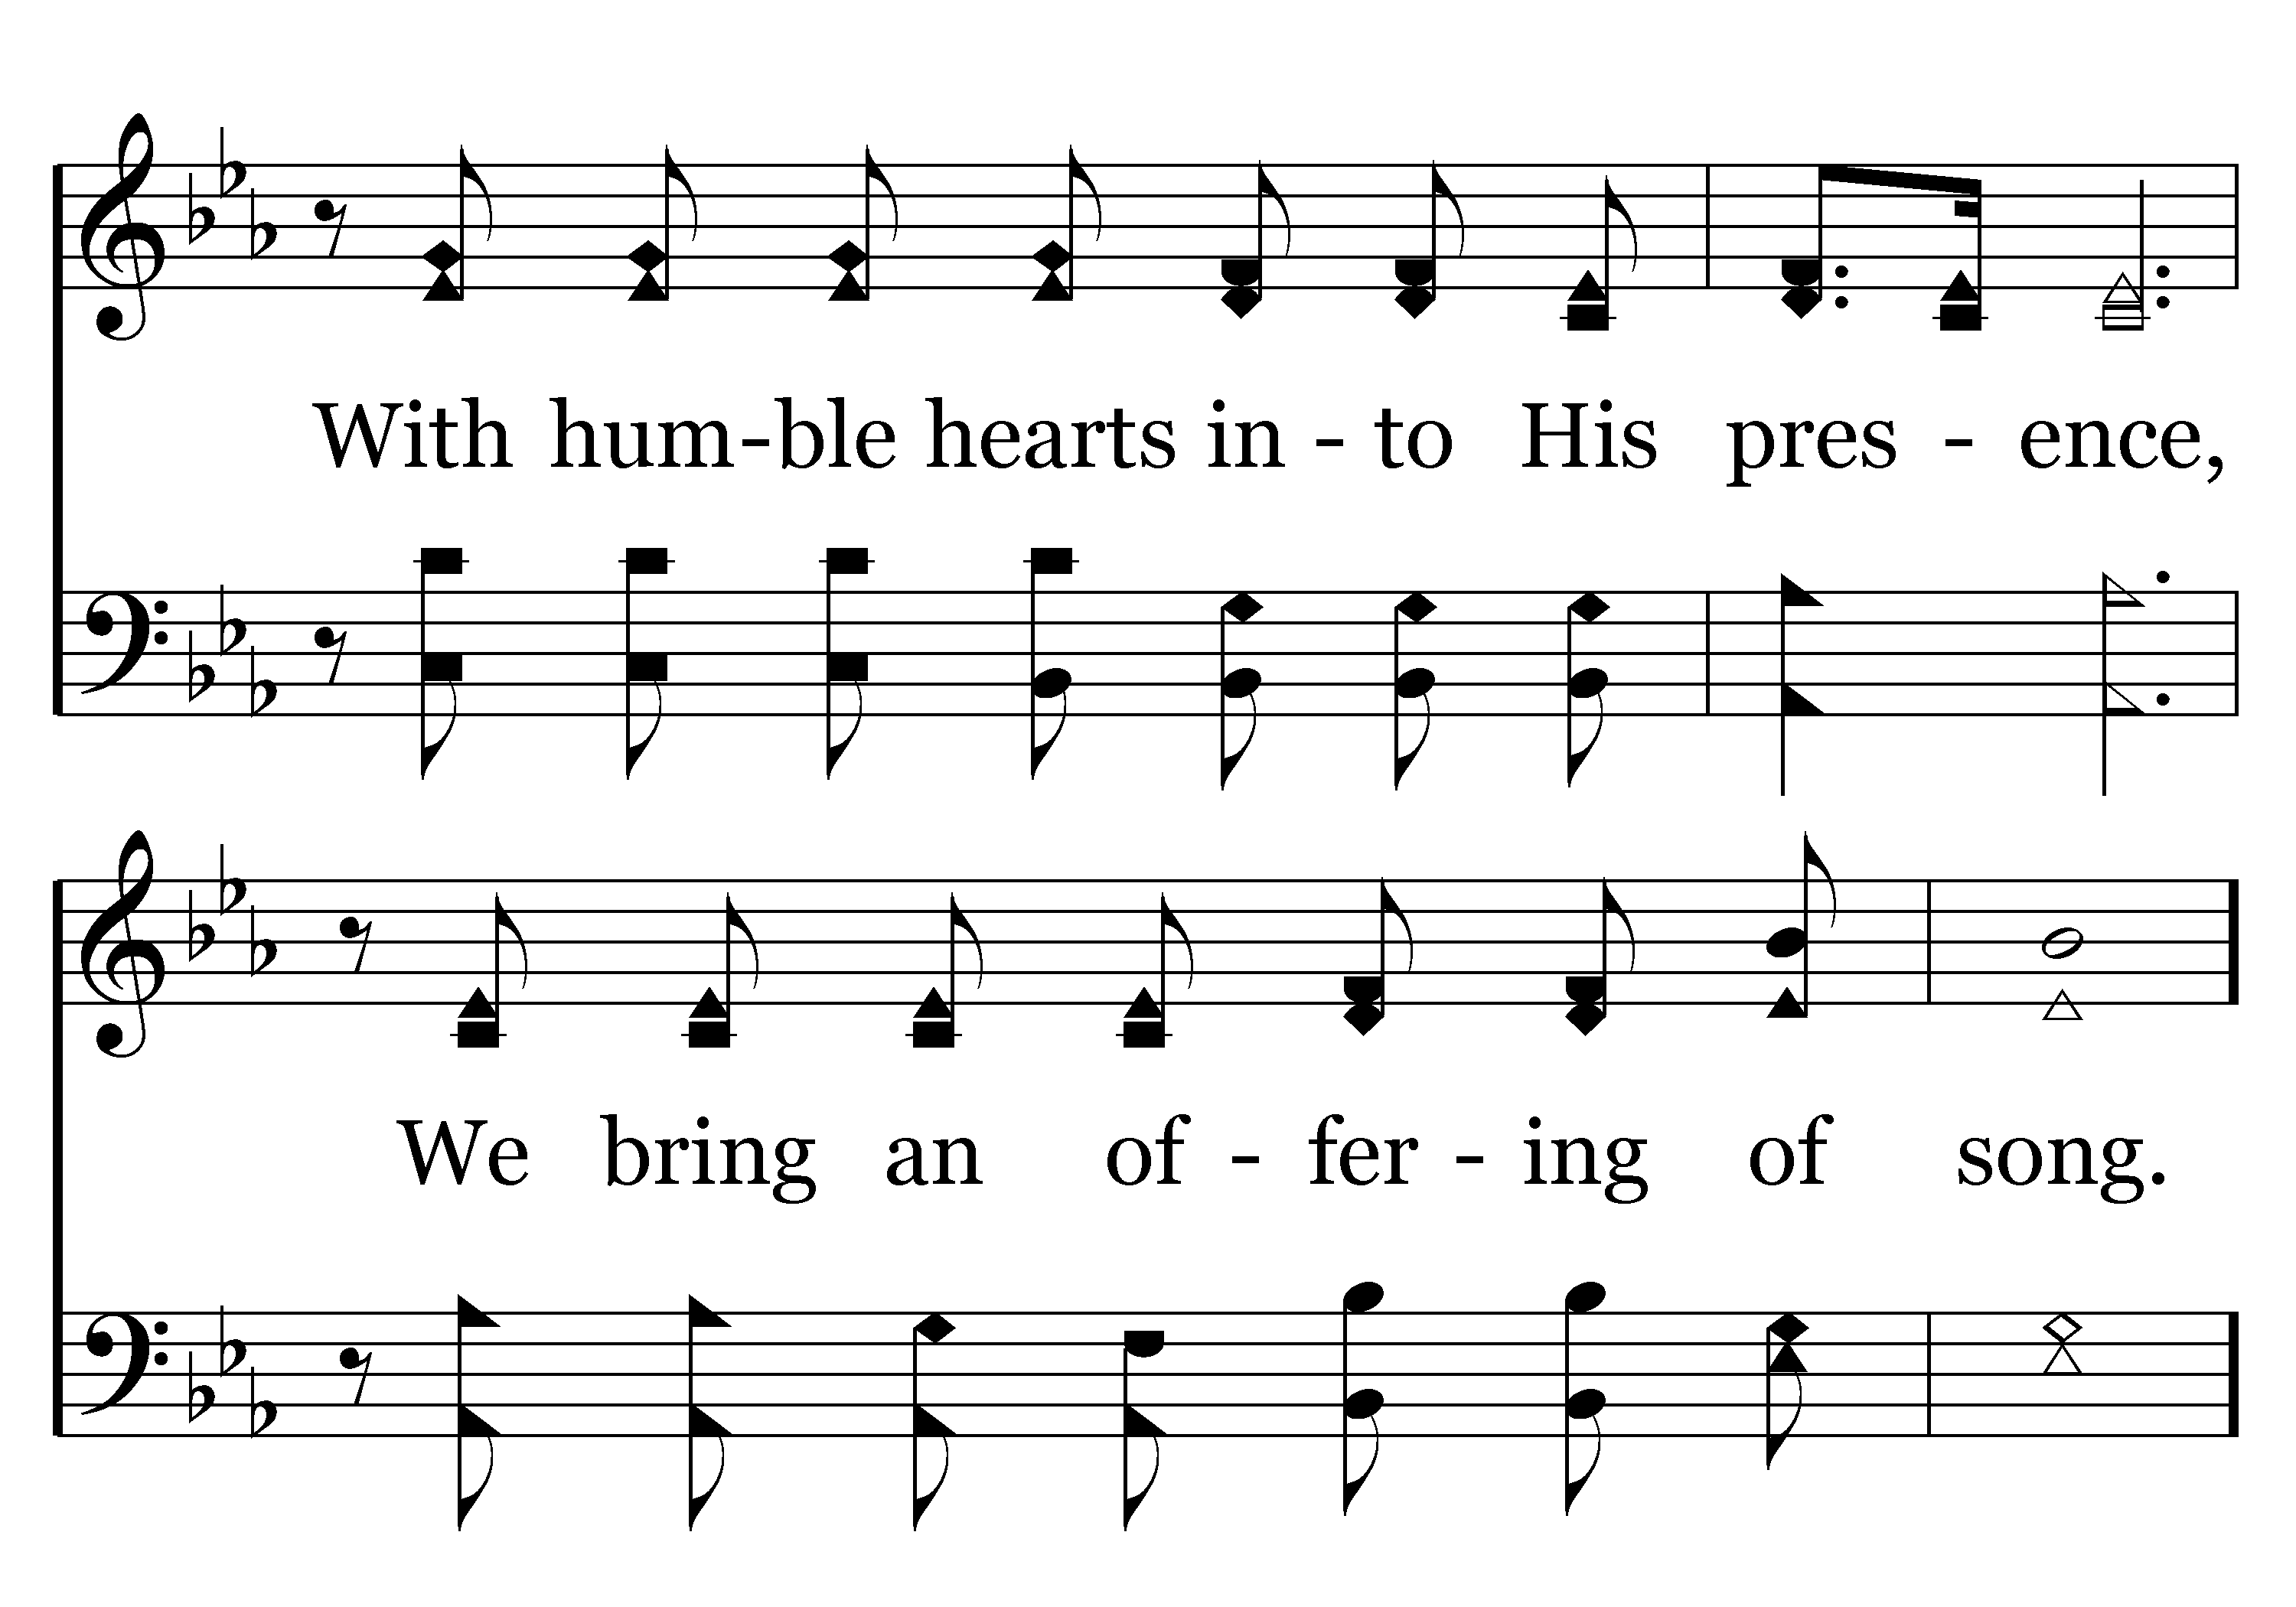 With hum-ble hearts in - to His pres - ence,
We bring an of - fer - ing of song.